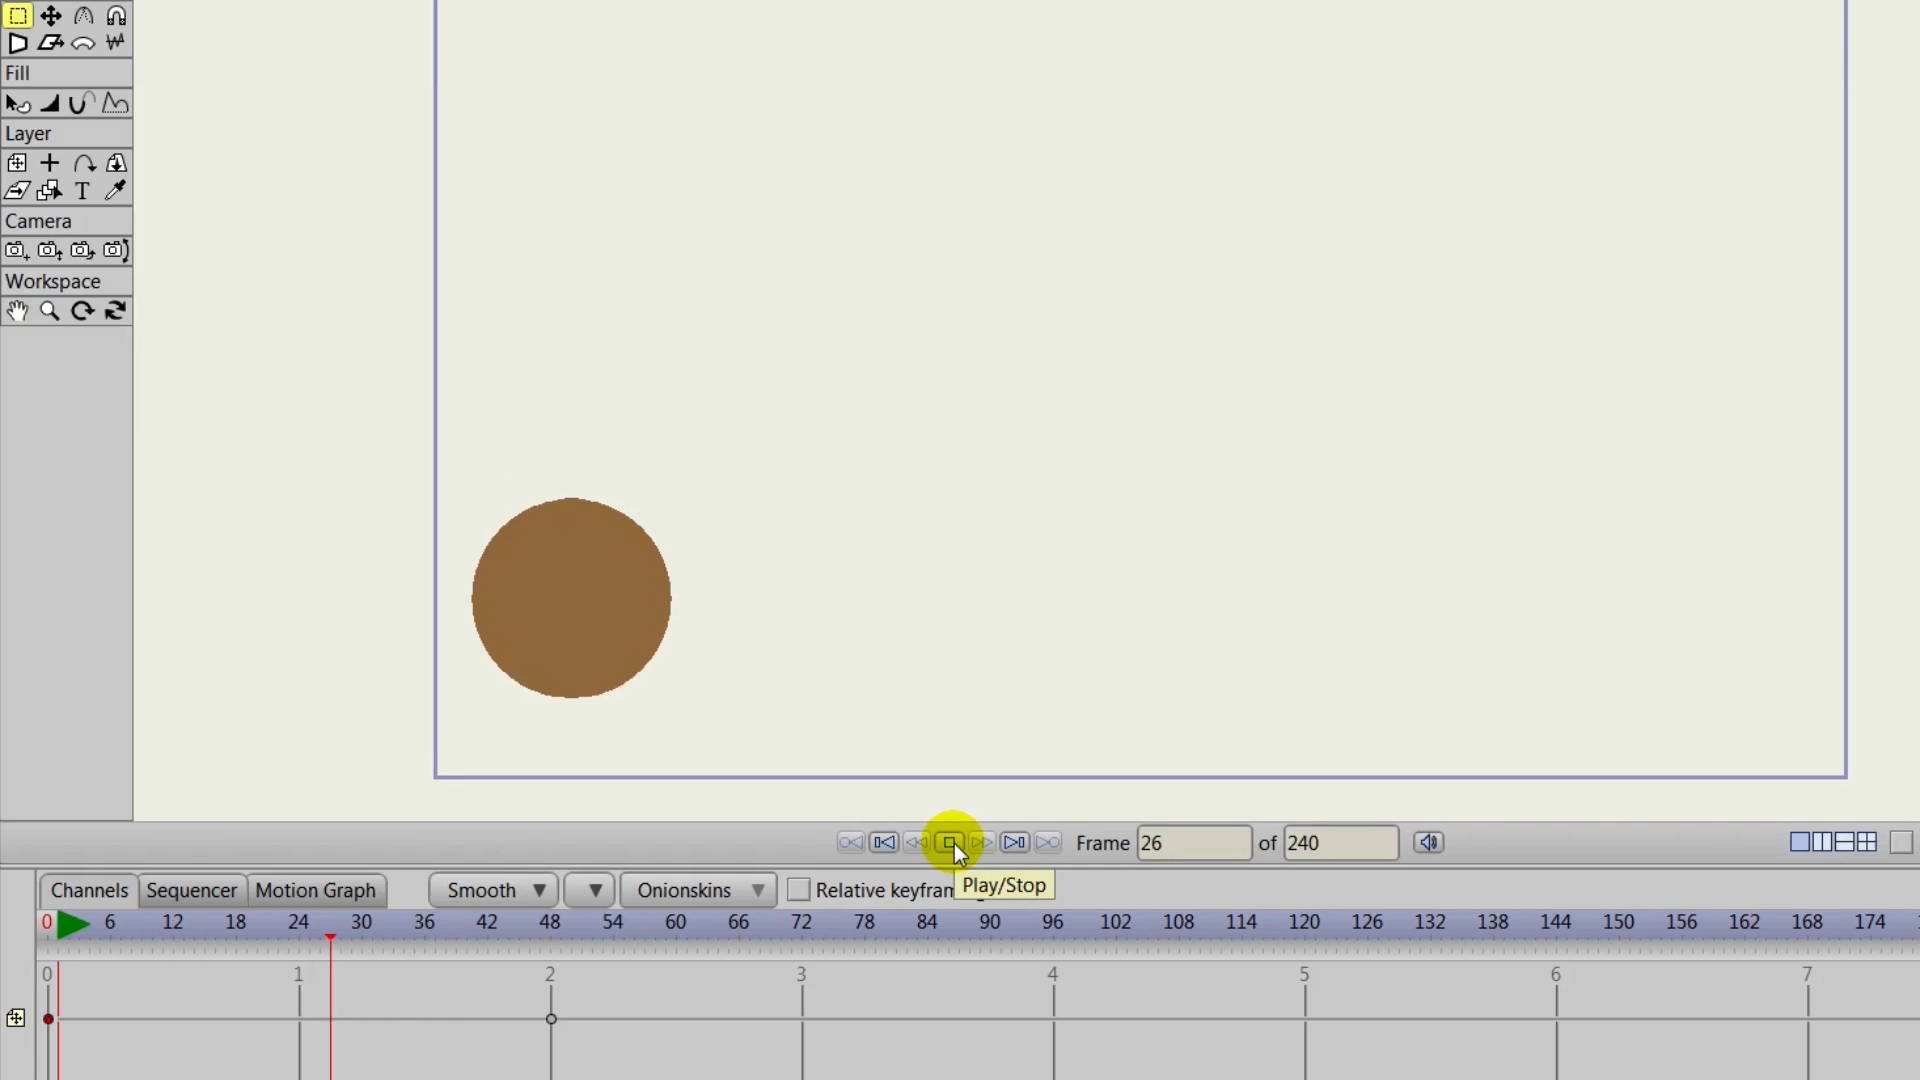 Fill
Layer
T
Camera
Workspace
Frame 26 of 240
Channels Sequencer Motion Graph Smooth Onionskins Relative keyfram
Play/Stop
0 6 12 18 24 30 36 42 48 54 60 66 72 78 84 90 96 102 108 114 120 126 132 138 144 150 156 162 168 174
0 1 2 3 4 5 6 7